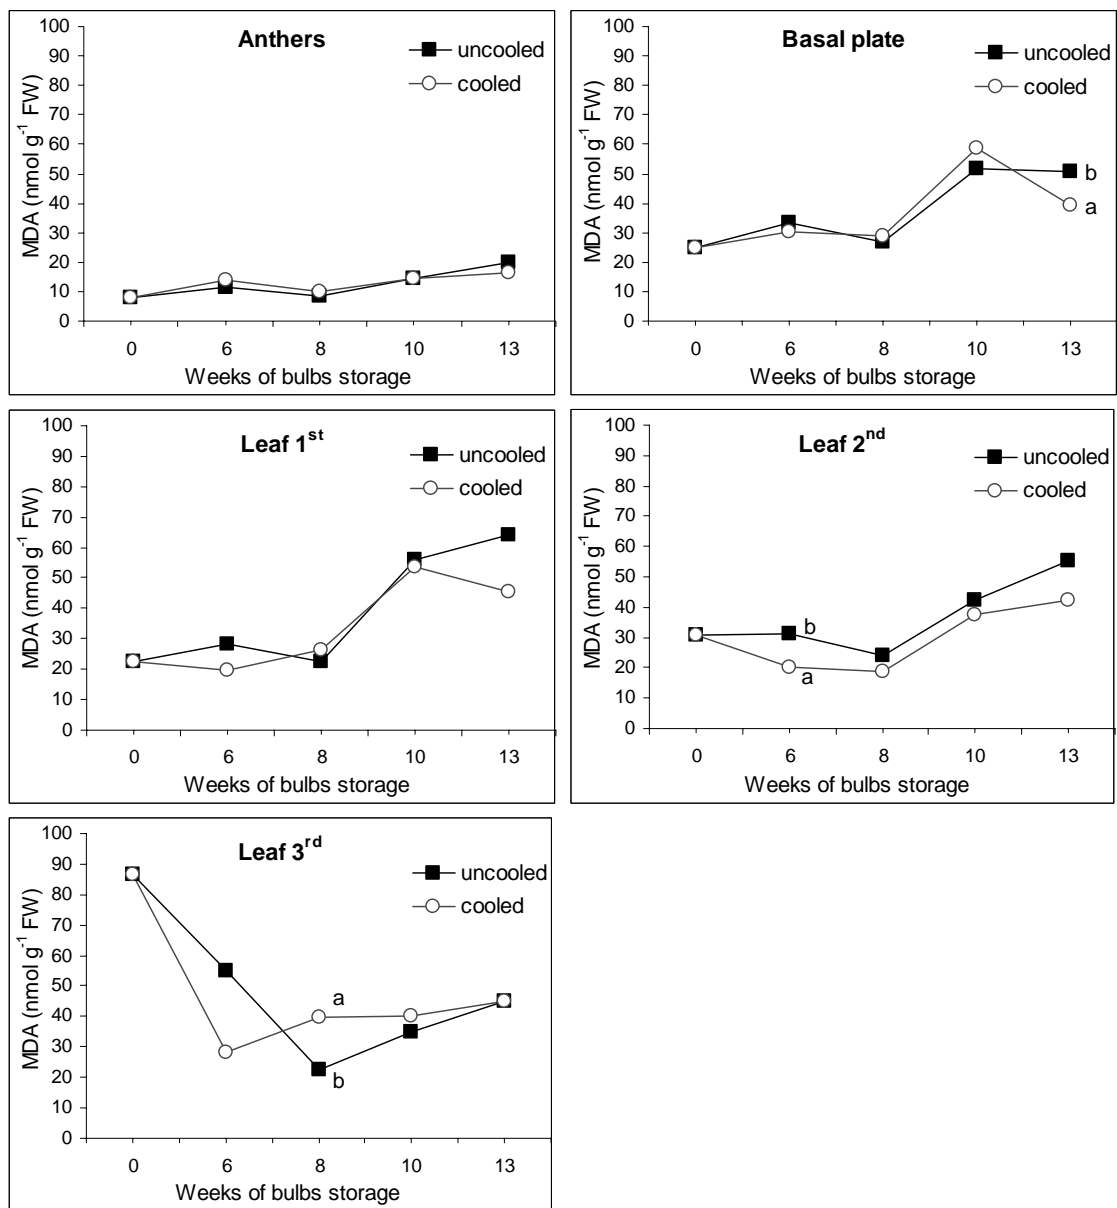 Anthers
uncooled
cooled
MDA (nmol g⁻¹ FW)
100
90
80
70
60
50
40
30
20
10
0
0 6 8 10 13
Weeks of bulbs storage
Basal plate
uncooled
cooled
MDA (nmol g⁻¹ FW)
100
90
80
70
60
50
40
30
20
10
0
b
a
0 6 8 10 13
Weeks of bulbs storage
Leaf 1ˢᵗ
uncooled
cooled
MDA (nmol g⁻¹ FW)
100
90
80
70
60
50
40
30
20
10
0
0 6 8 10 13
Weeks of bulbs storage
Leaf 2ⁿᵈ
uncooled
cooled
MDA (nmol g⁻¹ FW)
100
90
80
70
60
50
40
30
20
10
0
b
a
0 6 8 10 13
Weeks of bulbs storage
Leaf 3ʳᵈ
uncooled
cooled
MDA (nmol g⁻¹ FW)
100
90
80
70
60
50
40
30
20
10
0
a
b
0 6 8 10 13
Weeks of bulbs storage